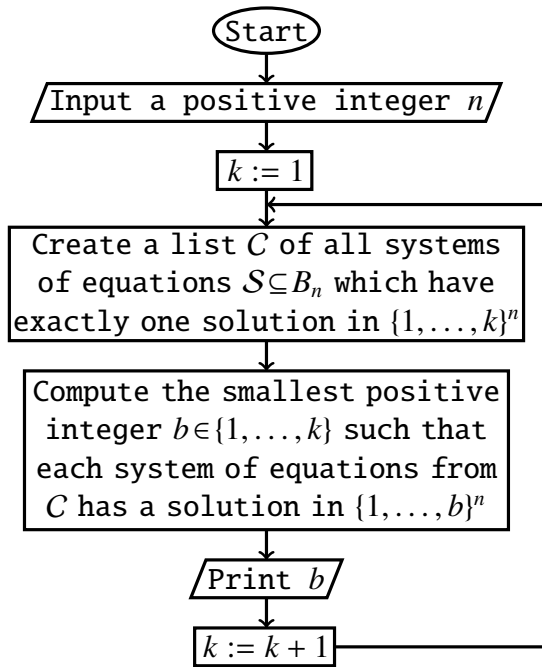 Start
Input a positive integer n
k := 1
Create a list C of all systems
of equations S⊆Bₙ which have
exactly one solution in {1, . . . , k}ⁿ
Compute the smallest positive
integer b∈{1, . . . , k} such that
each system of equations from
C has a solution in {1, . . . , b}ⁿ
Print b
k := k + 1